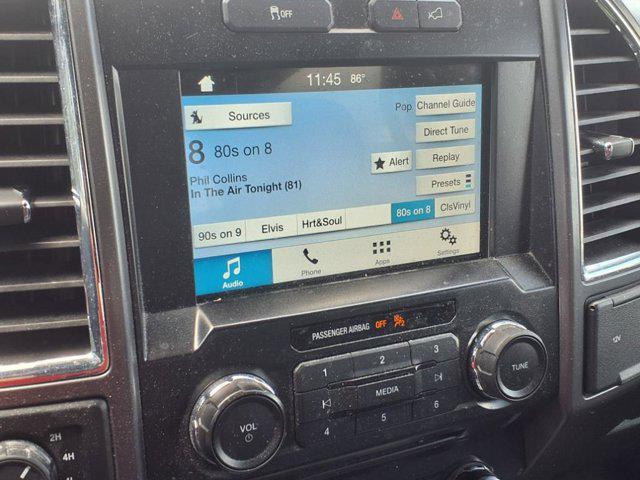 OFF
11:45 86°
Sources
Pop
Channel Guide
Direct Tune
8 80s on 8
Alert
Replay
Phil Collins
In The Air Tonight (81)
Presets
80s on 9
Elvis
Hrt&Soul
80s on 8
ClsVinyl
Audio
Phone
Apps
Settings
PASSENGER AIRBAG OFF
1
2
3
MEDIA
4
5
6
VOL
TUNE
12V
2H
4H